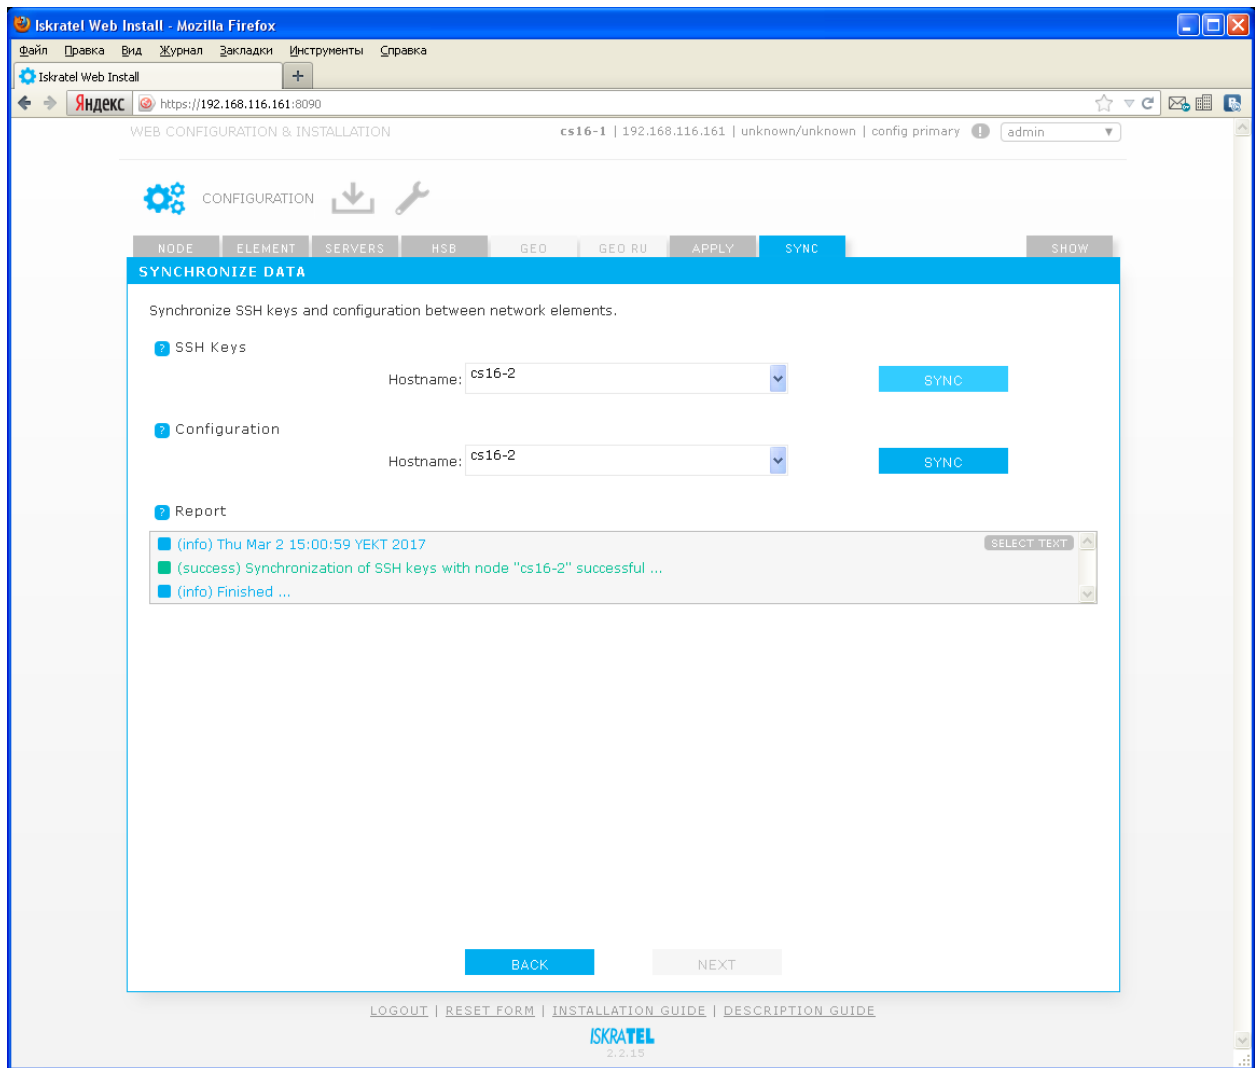 Iskratel Web Install - Mozilla Firefox
Файл Правка Вид Журнал Закладки Инструменты Справка
Iskratel Web Install +
Яндекс https://192.168.116.161:8090
WEB CONFIGURATION & INSTALLATION cs16-1 | 192.168.116.161 | unknown/unknown | config primary ! admin
CONFIGURATION
NODE ELEMENT SERVERS HSB GEO GEO RU APPLY SYNC SHOW
SYNCHRONIZE DATA
Synchronize SSH keys and configuration between network elements.
? SSH Keys
Hostname: cs16-2 SYNC
? Configuration
Hostname: cs16-2 SYNC
? Report
(info) Thu Mar 2 15:00:59 YEKT 2017 SELECT TEXT
(success) Synchronization of SSH keys with node "cs16-2" successful ...
(info) Finished ...
BACK NEXT
LOGOUT | RESET FORM | INSTALLATION GUIDE | DESCRIPTION GUIDE
ISKRATEL
2.2.15